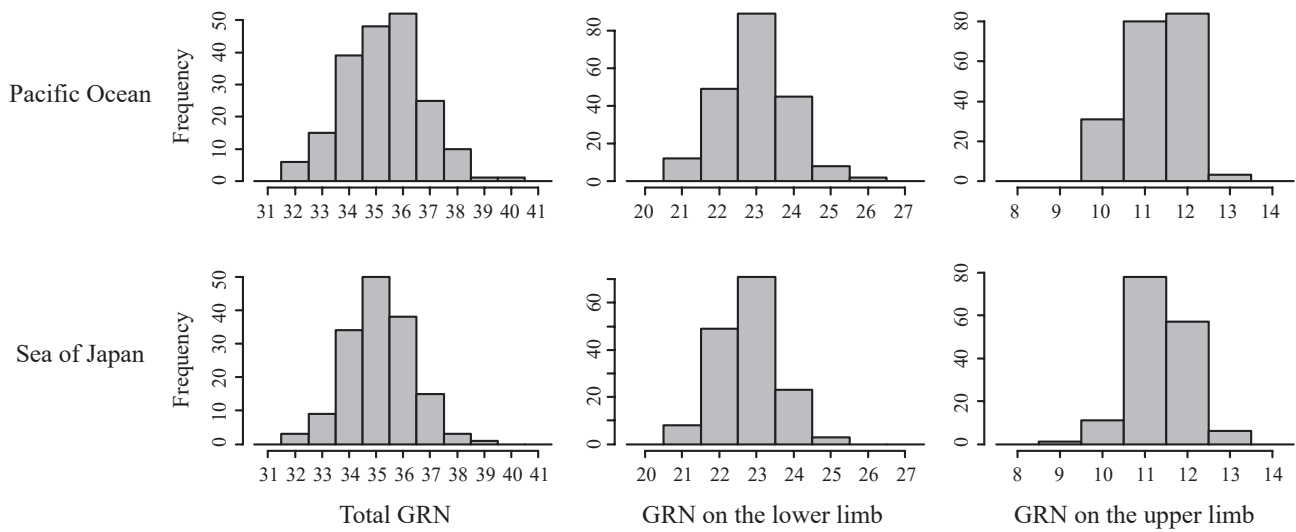 Pacific Ocean
Frequency
0 10 20 30 40 50
31 32 33 34 35 36 37 38 39 40 41
0 20 40 60 80
20 21 22 23 24 25 26 27
0 20 40 60 80
8 9 10 11 12 13 14
Sea of Japan
Frequency
0 10 20 30 40 50
31 32 33 34 35 36 37 38 39 40 41
0 20 40 60
20 21 22 23 24 25 26 27
0 20 40 60 80
8 9 10 11 12 13 14
Total GRN
GRN on the lower limb
GRN on the upper limb